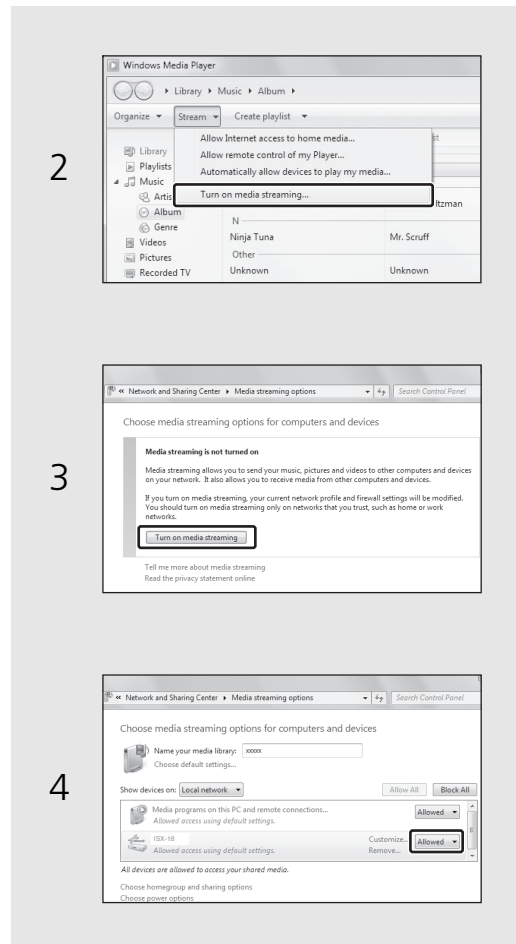 2
Windows Media Player
Library Music Album
Organize Stream Create playlist
Allow Internet access to home media...
Library
Allow remote control of my Player...
Playlists
Automatically allow devices to play my media...
Music
Turn on media streaming...
Artis
ltzman
Album
N
Genre
Ninja Tuna Mr. Scruff
Videos
Other
Pictures
Unknown Unknown
Recorded TV
3
« Network and Sharing Center Media streaming options Search Control Panel
Choose media streaming options for computers and devices
Media streaming is not turned on
Media streaming allows you to send your music, pictures and videos to other computers and devices
on your network. It also allows you to receive media from other computers and devices.
If you turn on media streaming, your current network profile and firewall settings will be modified.
You should turn on media streaming only on networks that you trust, such as home or work
networks.
Turn on media streaming
Tell me more about media streaming
Read the privacy statement online
4
« Network and Sharing Center Media streaming options Search Control Panel
Choose media streaming options for computers and devices
Name your media library: xxxxx
Choose default settings...
Show devices on: Local network Allow All Block All
Media programs on this PC and remote connections... Allowed
Allowed access using default settings.
ISX-18 Customize... Allowed
Allowed access using default settings. Remove...
All devices are allowed to access your shared media.
Choose homegroup and sharing options
Choose power options